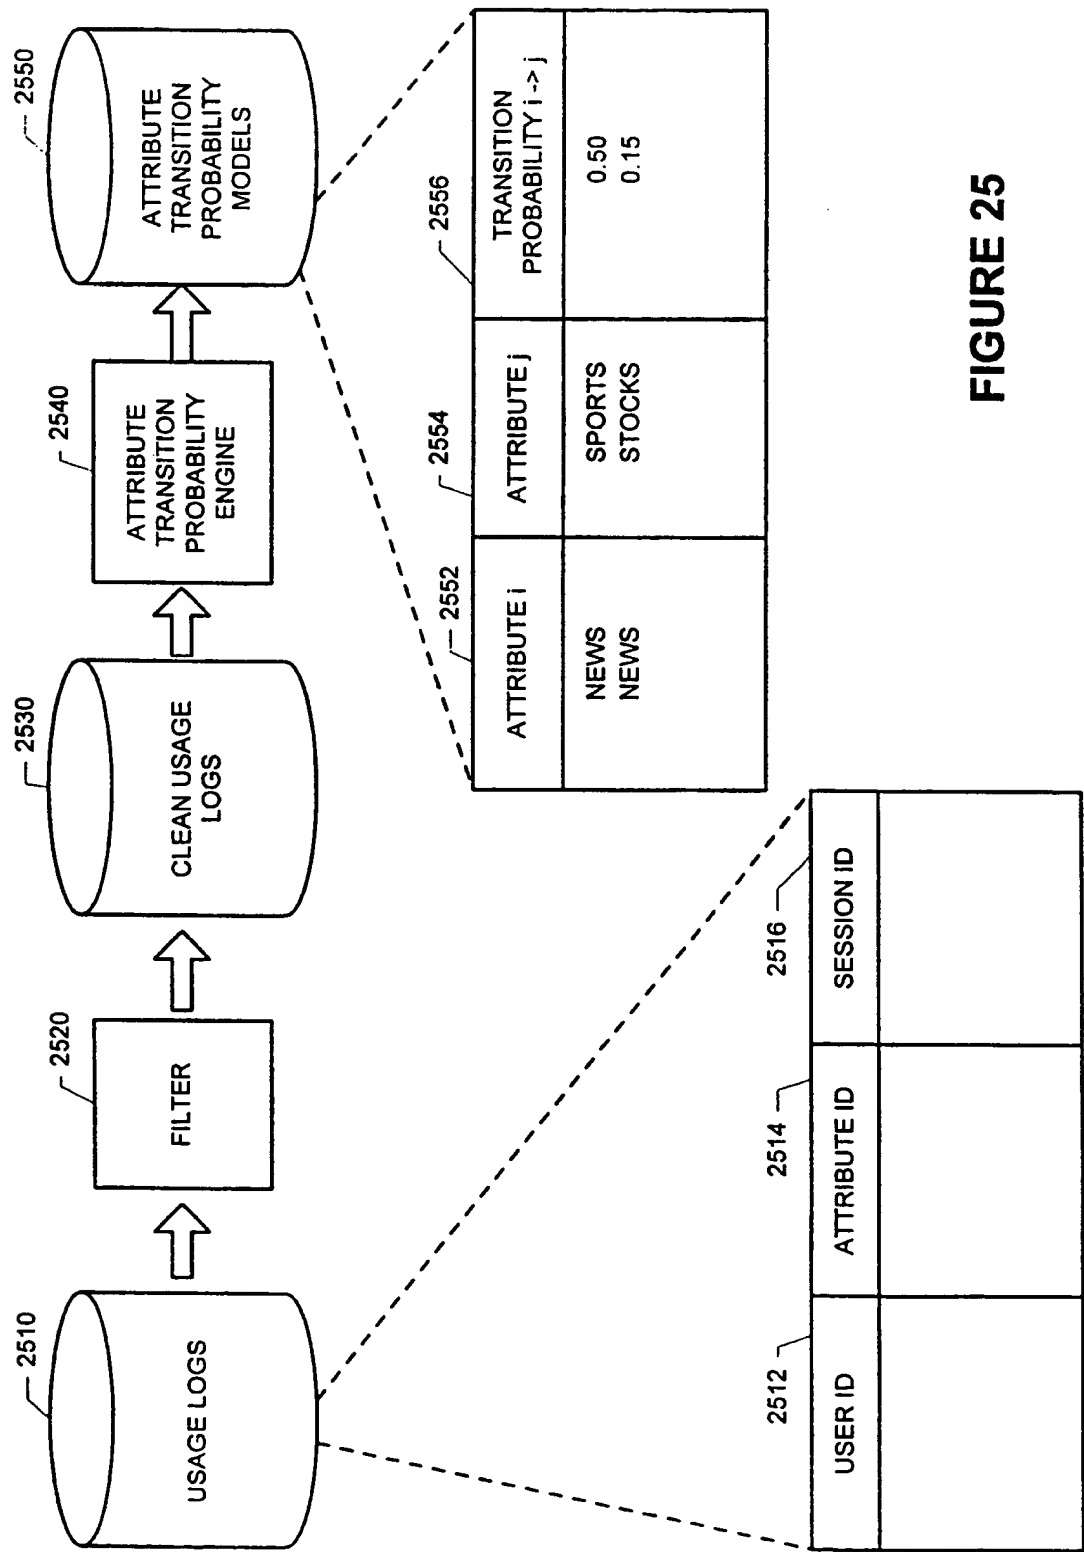 2510
USAGE LOGS
2520
FILTER
2530
CLEAN USAGE
LOGS
2540
ATTRIBUTE
TRANSITION
PROBABILITY
ENGINE
2550
ATTRIBUTE
TRANSITION
PROBABILITY
MODELS
2552
ATTRIBUTE i
NEWS
NEWS
2554
ATTRIBUTE j
SPORTS
STOCKS
2556
TRANSITION
PROBABILITY i -> j
0.50
0.15
2512
USER ID
2514
ATTRIBUTE ID
2516
SESSION ID
FIGURE 25